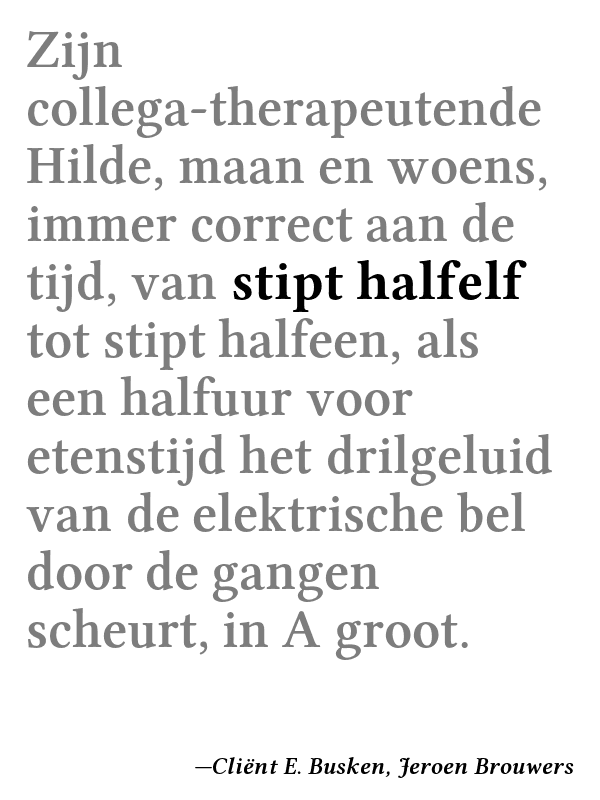 Zijn
collega-therapeutende
Hilde, maan en woens,
immer correct aan de
tijd, van stipt halfelf
tot stipt halfeen, als
een halfuur voor
etenstijd het drilgeluid
van de elektrische bel
door de gangen
scheurt, in A groot.
—Cliënt E. Busken, Jeroen Brouwers